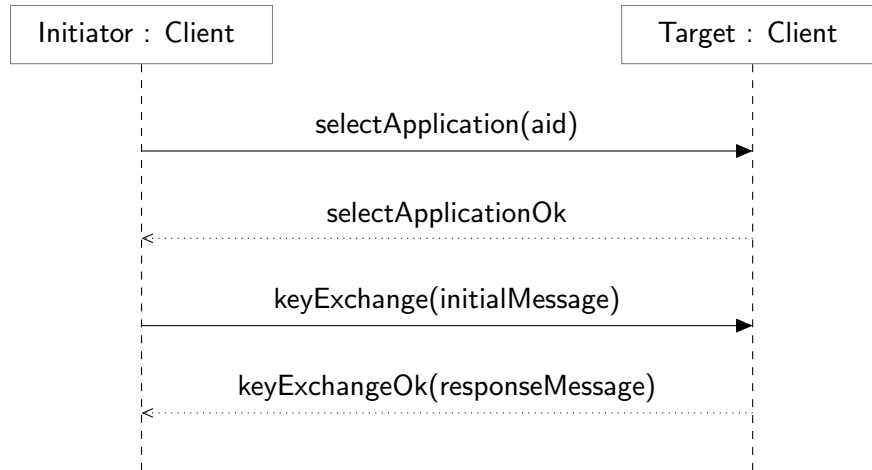 Initiator : Client
Target : Client
selectApplication(aid)
selectApplicationOk
keyExchange(initialMessage)
keyExchangeOk(responseMessage)